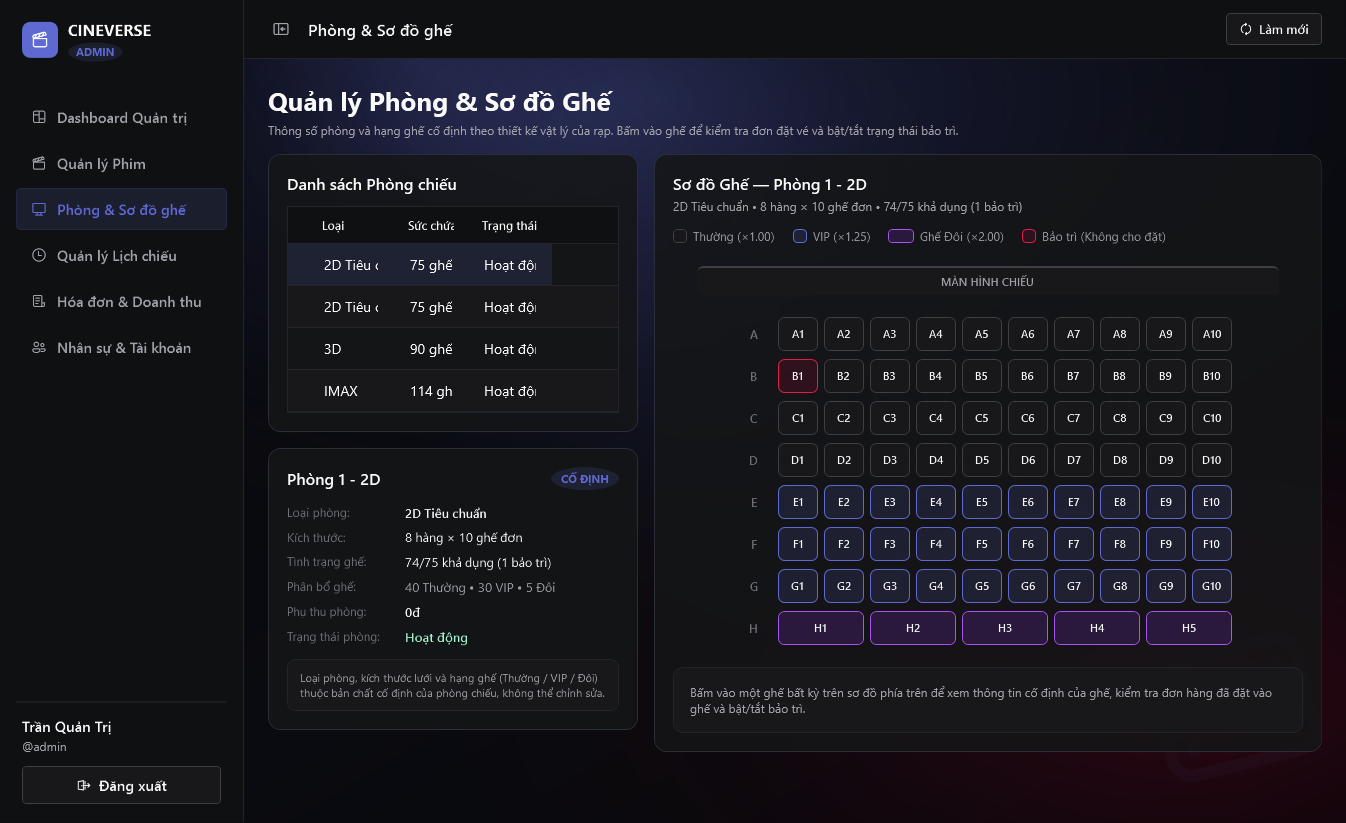 CINEVERSE
ADMIN
Dashboard Quản trị
Quản lý Phim
Phòng & Sơ đồ ghế
Quản lý Lịch chiếu
Hóa đơn & Doanh thu
Nhân sự & Tài khoản
Trần Quản Trị
@admin
Đăng xuất
Phòng & Sơ đồ ghế
Làm mới
Quản lý Phòng & Sơ đồ Ghế
Thông số phòng và hạng ghế cố định theo thiết kế vật lý của rạp. Bấm vào ghế để kiểm tra đơn đặt vé và bật/tắt trạng thái bảo trì.
Danh sách Phòng chiếu
Loại Sức chứa Trạng thái
2D Tiêu 75 ghế Hoạt
2D Tiêu 75 ghế Hoạt
3D 90 ghế Hoạt
IMAX 114 gh Hoạt
Phòng 1 - 2D
CỐ ĐỊNH
Loại phòng: 2D Tiêu chuẩn
Kích thước: 8 hàng × 10 ghế đơn
Tình trạng ghế: 74/75 khả dụng (1 bảo trì)
Phân bổ ghế: 40 Thường • 30 VIP • 5 Đôi
Phụ thu phòng: 0đ
Trạng thái phòng: Hoạt động
Loại phòng, kích thước lưới và hạng ghế (Thường / VIP / Đôi)
thuộc bản chất cố định của phòng chiếu, không thể chỉnh sửa.
Sơ đồ Ghế — Phòng 1 - 2D
2D Tiêu chuẩn • 8 hàng × 10 ghế đơn • 74/75 khả dụng (1 bảo trì)
Thường (×1.00) VIP (×1.25) Ghế Đôi (×2.00) Bảo trì (Không cho đặt)
MÀN HÌNH CHIẾU
A A1 A2 A3 A4 A5 A6 A7 A8 A9 A10
B B1 B2 B3 B4 B5 B6 B7 B8 B9 B10
C C1 C2 C3 C4 C5 C6 C7 C8 C9 C10
D D1 D2 D3 D4 D5 D6 D7 D8 D9 D10
E E1 E2 E3 E4 E5 E6 E7 E8 E9 E10
F F1 F2 F3 F4 F5 F6 F7 F8 F9 F10
G G1 G2 G3 G4 G5 G6 G7 G8 G9 G10
H H1 H2 H3 H4 H5
Bấm vào một ghế bất kỳ trên sơ đồ phía trên để xem thông tin cố định của ghế, kiểm tra đơn hàng đã đặt vào
ghế và bật/tắt bảo trì.